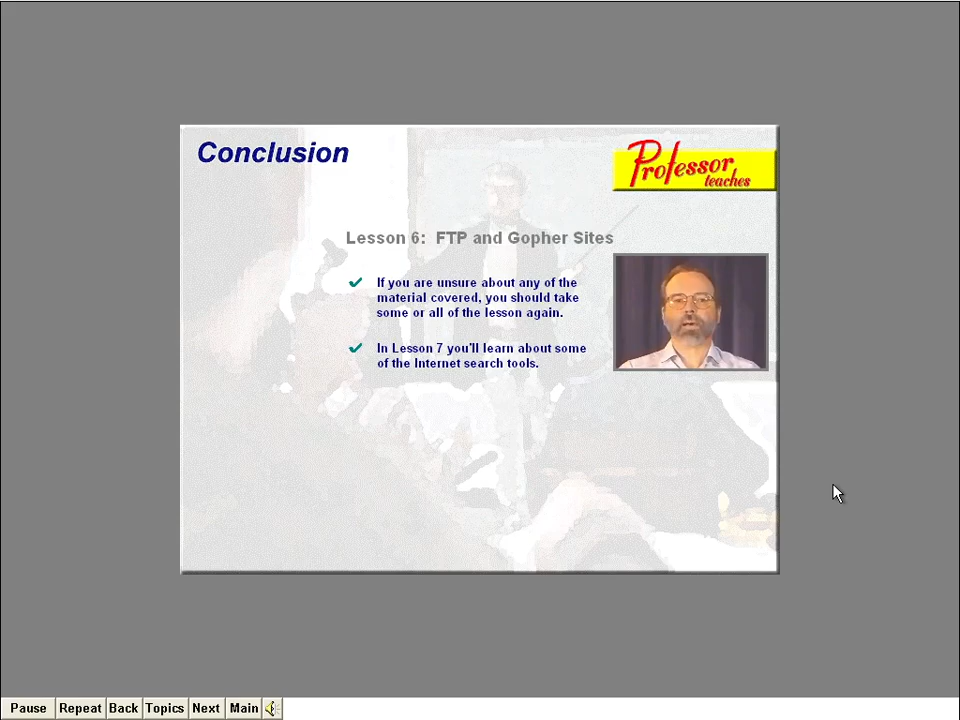 Conclusion
Professor
teaches
Lesson 6: FTP and Gopher Sites
If you are unsure about any of the
material covered, you should take
some or all of the lesson again.
In Lesson 7 you'll learn about some
of the Internet search tools.
Pause Repeat Back Topics Next Main